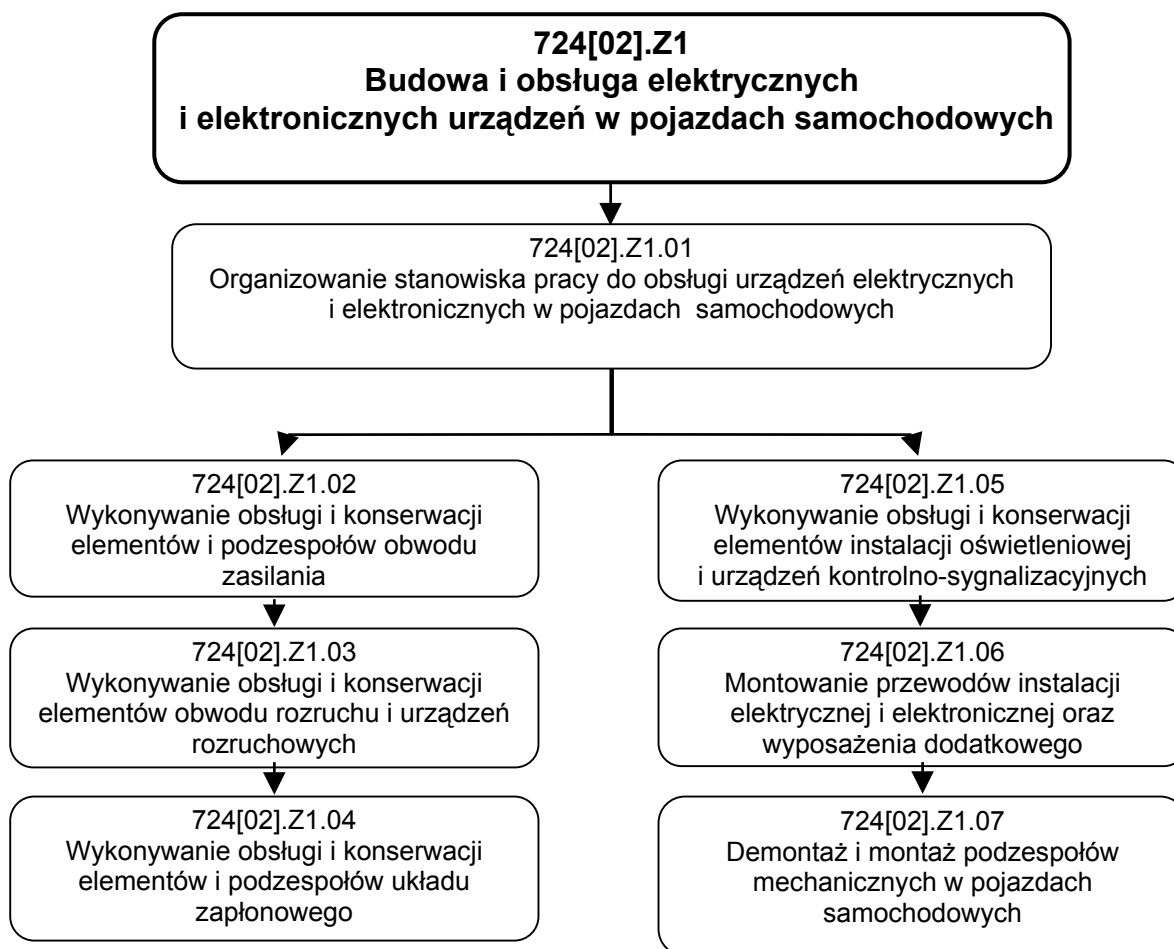 724[02].Z1
Budowa i obsługa elektrycznych
i elektronicznych urządzeń w pojazdach samochodowych
724[02].Z1.01
Organizowanie stanowiska pracy do obsługi urządzeń elektrycznych
i elektronicznych w pojazdach samochodowych
724[02].Z1.02
Wykonywanie obsługi i konserwacji
elementów i podzespołów obwodu
zasilania
724[02].Z1.03
Wykonywanie obsługi i konserwacji
elementów obwodu rozruchu i urządzeń
rozruchowych
724[02].Z1.04
Wykonywanie obsługi i konserwacji
elementów i podzespołów układu
zapłonowego
724[02].Z1.05
Wykonywanie obsługi i konserwacji
elementów instalacji oświetleniowej
i urządzeń kontrolno-sygnalizacyjnych
724[02].Z1.06
Montowanie przewodów instalacji
elektrycznej i elektronicznej oraz
wyposażenia dodatkowego
724[02].Z1.07
Demontaż i montaż podzespołów
mechanicznych w pojazdach
samochodowych